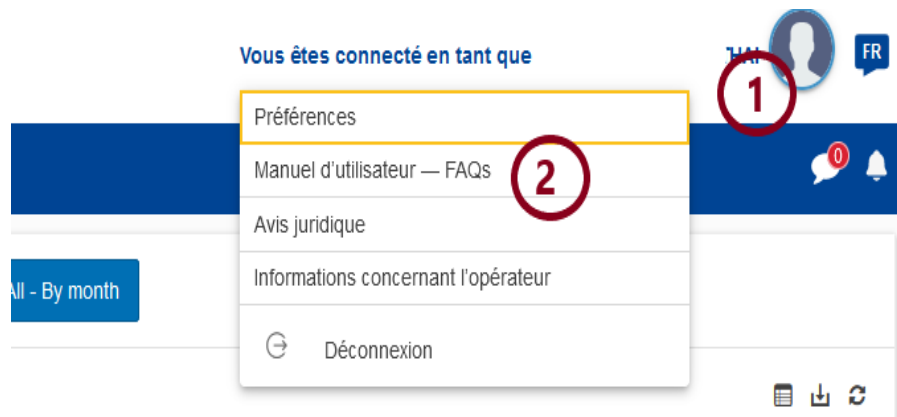 Vous êtes connecté en tant que
FR
1
Préférences
Manuel d'utilisateur — FAQs
2
0
Avis juridique
Informations concernant l'opérateur
All - By month
Déconnexion